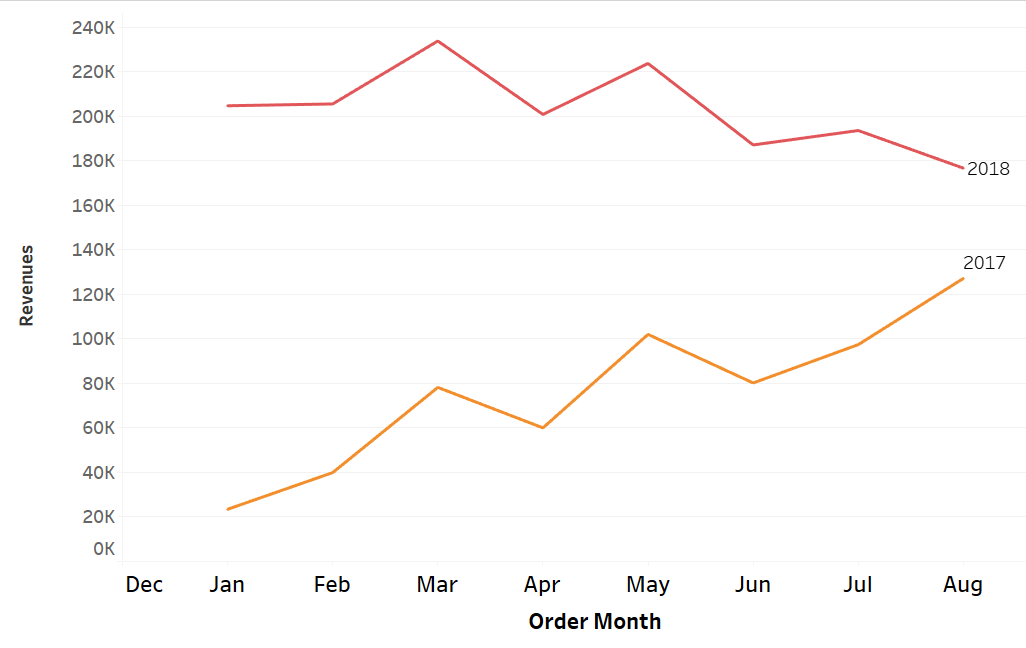 240K
220K
200K
180K
160K
140K
120K
100K
80K
60K
40K
20K
0K
Revenues
2018
2017
Dec Jan Feb Mar Apr May Jun Jul Aug
Order Month